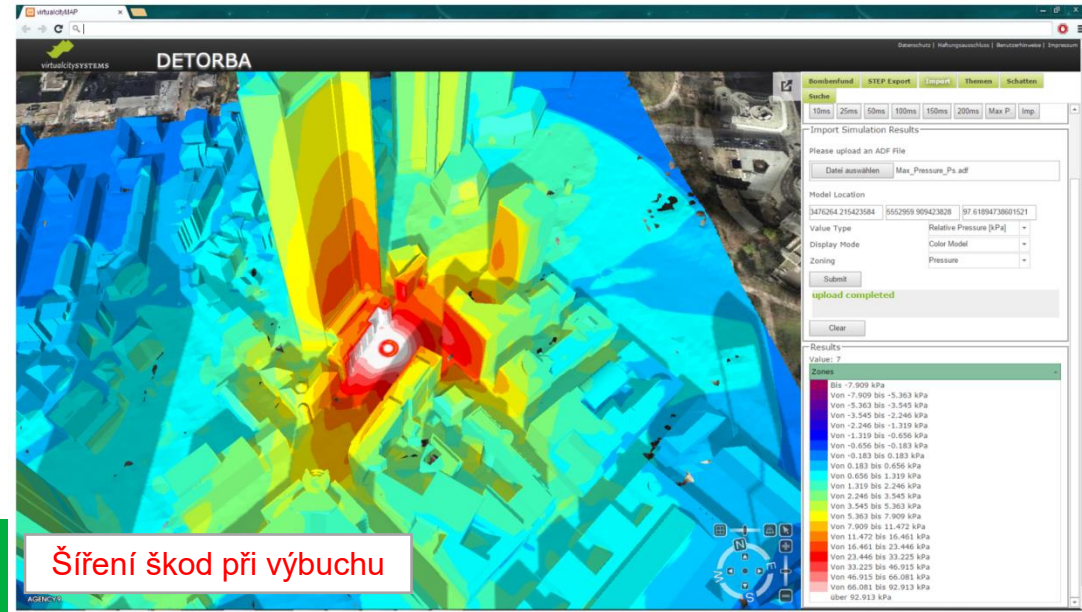 virtualcityMAP
Datenschutz | Haftungsausschluss | Benutzerhinweise | Impressum
virtualcitySYSTEMS
DETORBA
Bombenfund STEP Export Import Themen Schatten
Suche
10ms 25ms 50ms 100ms 150ms 200ms Max P. Imp.
Import Simulation Results
Please upload an ADF File
Datei auswählen Max_Pressure_Ps.adf
Model Location
3476264.215423584 5552959.909423828 97.61894738601521
Value Type Relative Pressure [kPa]
Display Mode Color Model
Zoning Pressure
Submit
upload completed
Clear
Results
Value: 7
Zones
Bis -7.909 kPa
Von -7.909 bis -5.363 kPa
Von -5.363 bis -3.545 kPa
Von -3.545 bis -2.246 kPa
Von -2.246 bis -1.319 kPa
Von -1.319 bis -0.656 kPa
Von -0.656 bis -0.183 kPa
Von -0.183 bis 0.183 kPa
Von 0.183 bis 0.656 kPa
Von 0.656 bis 1.319 kPa
Von 1.319 bis 2.246 kPa
Von 2.246 bis 3.545 kPa
Von 3.545 bis 5.363 kPa
Von 5.363 bis 7.909 kPa
Von 7.909 bis 11.472 kPa
Von 11.472 bis 16.461 kPa
Von 16.461 bis 23.446 kPa
Von 23.446 bis 33.225 kPa
Von 33.225 bis 46.915 kPa
Von 46.915 bis 66.081 kPa
Von 66.081 bis 92.913 kPa
über 92.913 kPa
N
E
S
Šíření škod při výbuchu